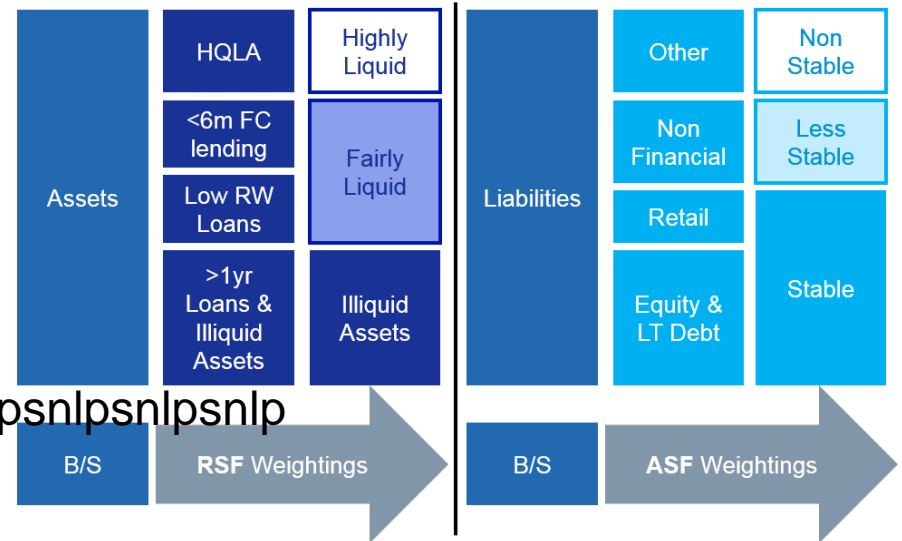 Assets
HQLA
<6m FC
lending
Low RW
Loans
>1yr
Loans &
Illiquid
Assets
Highly
Liquid
Fairly
Liquid
Illiquid
Assets
psnlpsnlpsnlp
B/S
RSF Weightings
Liabilities
Other
Non
Financial
Retail
Equity &
LT Debt
Non
Stable
Less
Stable
Stable
B/S
ASF Weightings